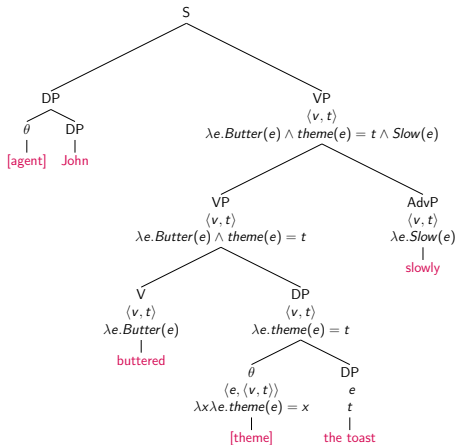 S
DP VP
⟨v, t⟩
λe.Butter(e) ∧ theme(e) = t ∧ Slow(e)
θ DP
[agent] John
VP AdvP
⟨v, t⟩ ⟨v, t⟩
λe.Butter(e) ∧ theme(e) = t λe.Slow(e)
slowly
V DP
⟨v, t⟩ ⟨v, t⟩
λe.Butter(e) λe.theme(e) = t
buttered
θ DP
⟨e, ⟨v, t⟩⟩ e
λxλe.theme(e) = x t
[theme] the toast